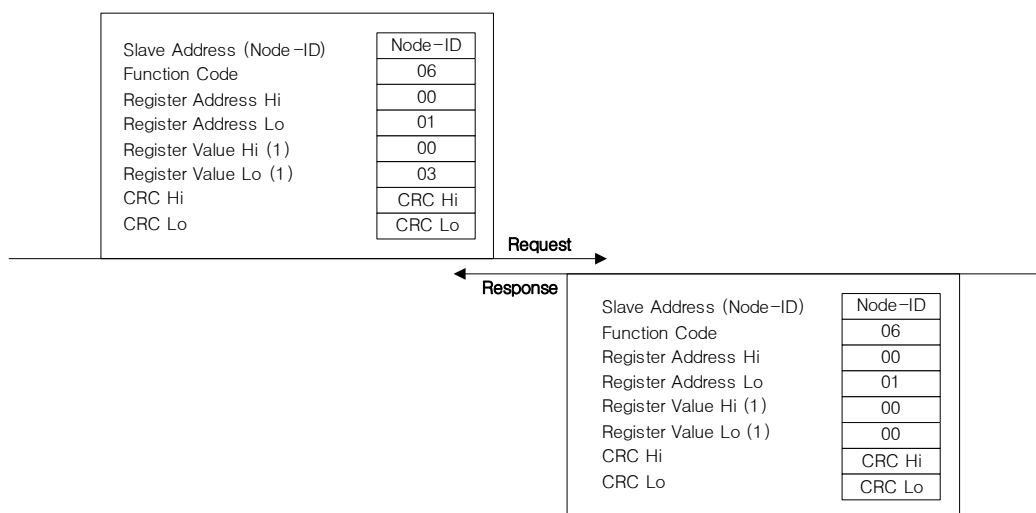 Slave Address (Node-ID) Node-ID
Function Code 06
Register Address Hi 00
Register Address Lo 01
Register Value Hi (1) 00
Register Value Lo (1) 03
CRC Hi CRC Hi
CRC Lo CRC Lo
Request
Response
Slave Address (Node-ID) Node-ID
Function Code 06
Register Address Hi 00
Register Address Lo 01
Register Value Hi (1) 00
Register Value Lo (1) 00
CRC Hi CRC Hi
CRC Lo CRC Lo